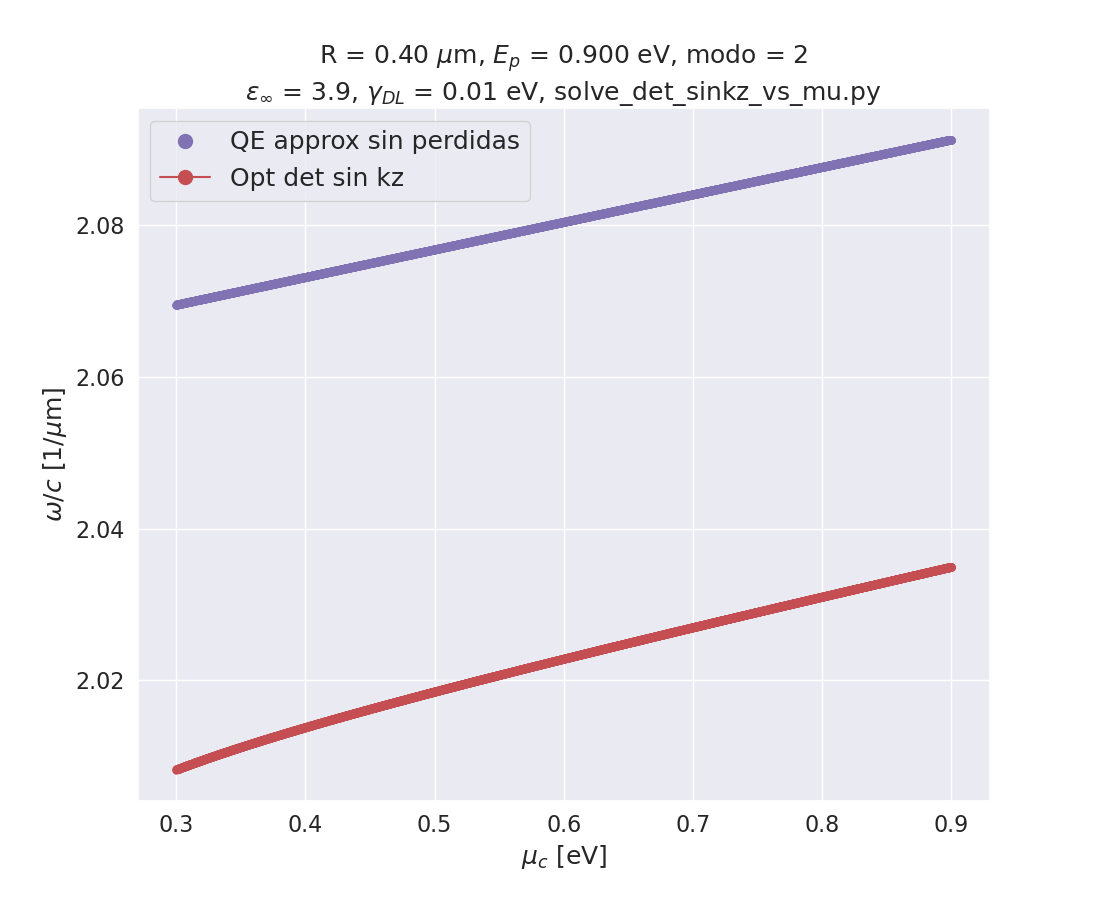 R = 0.40 μm, E_p = 0.900 eV, modo = 2
ε_∞ = 3.9, γ_DL = 0.01 eV, solve_det_sinkz_vs_mu.py
QE approx sin perdidas
Opt det sin kz
2.08
2.06
2.04
2.02
ω/c [1/μm]
0.3 0.4 0.5 0.6 0.7 0.8 0.9
μ_c [eV]